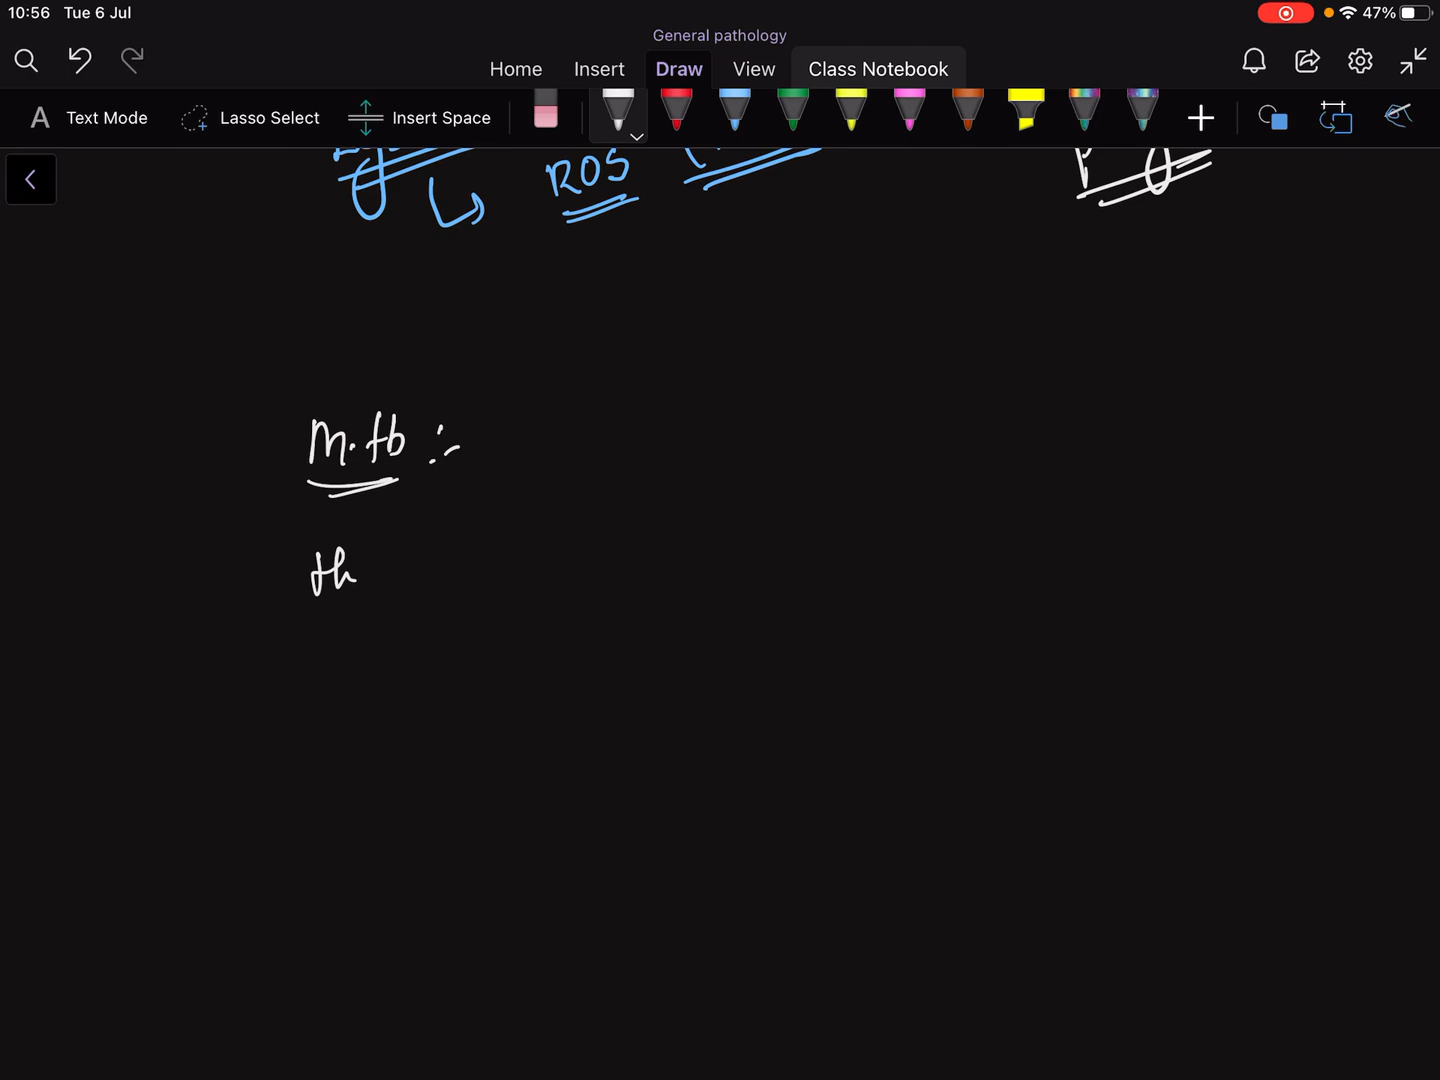 10:56 Tue 6 Jul 47%
General pathology
Home Insert Draw View Class Notebook
A Text Mode Lasso Select Insert Space
ROS
M.tb :-
th